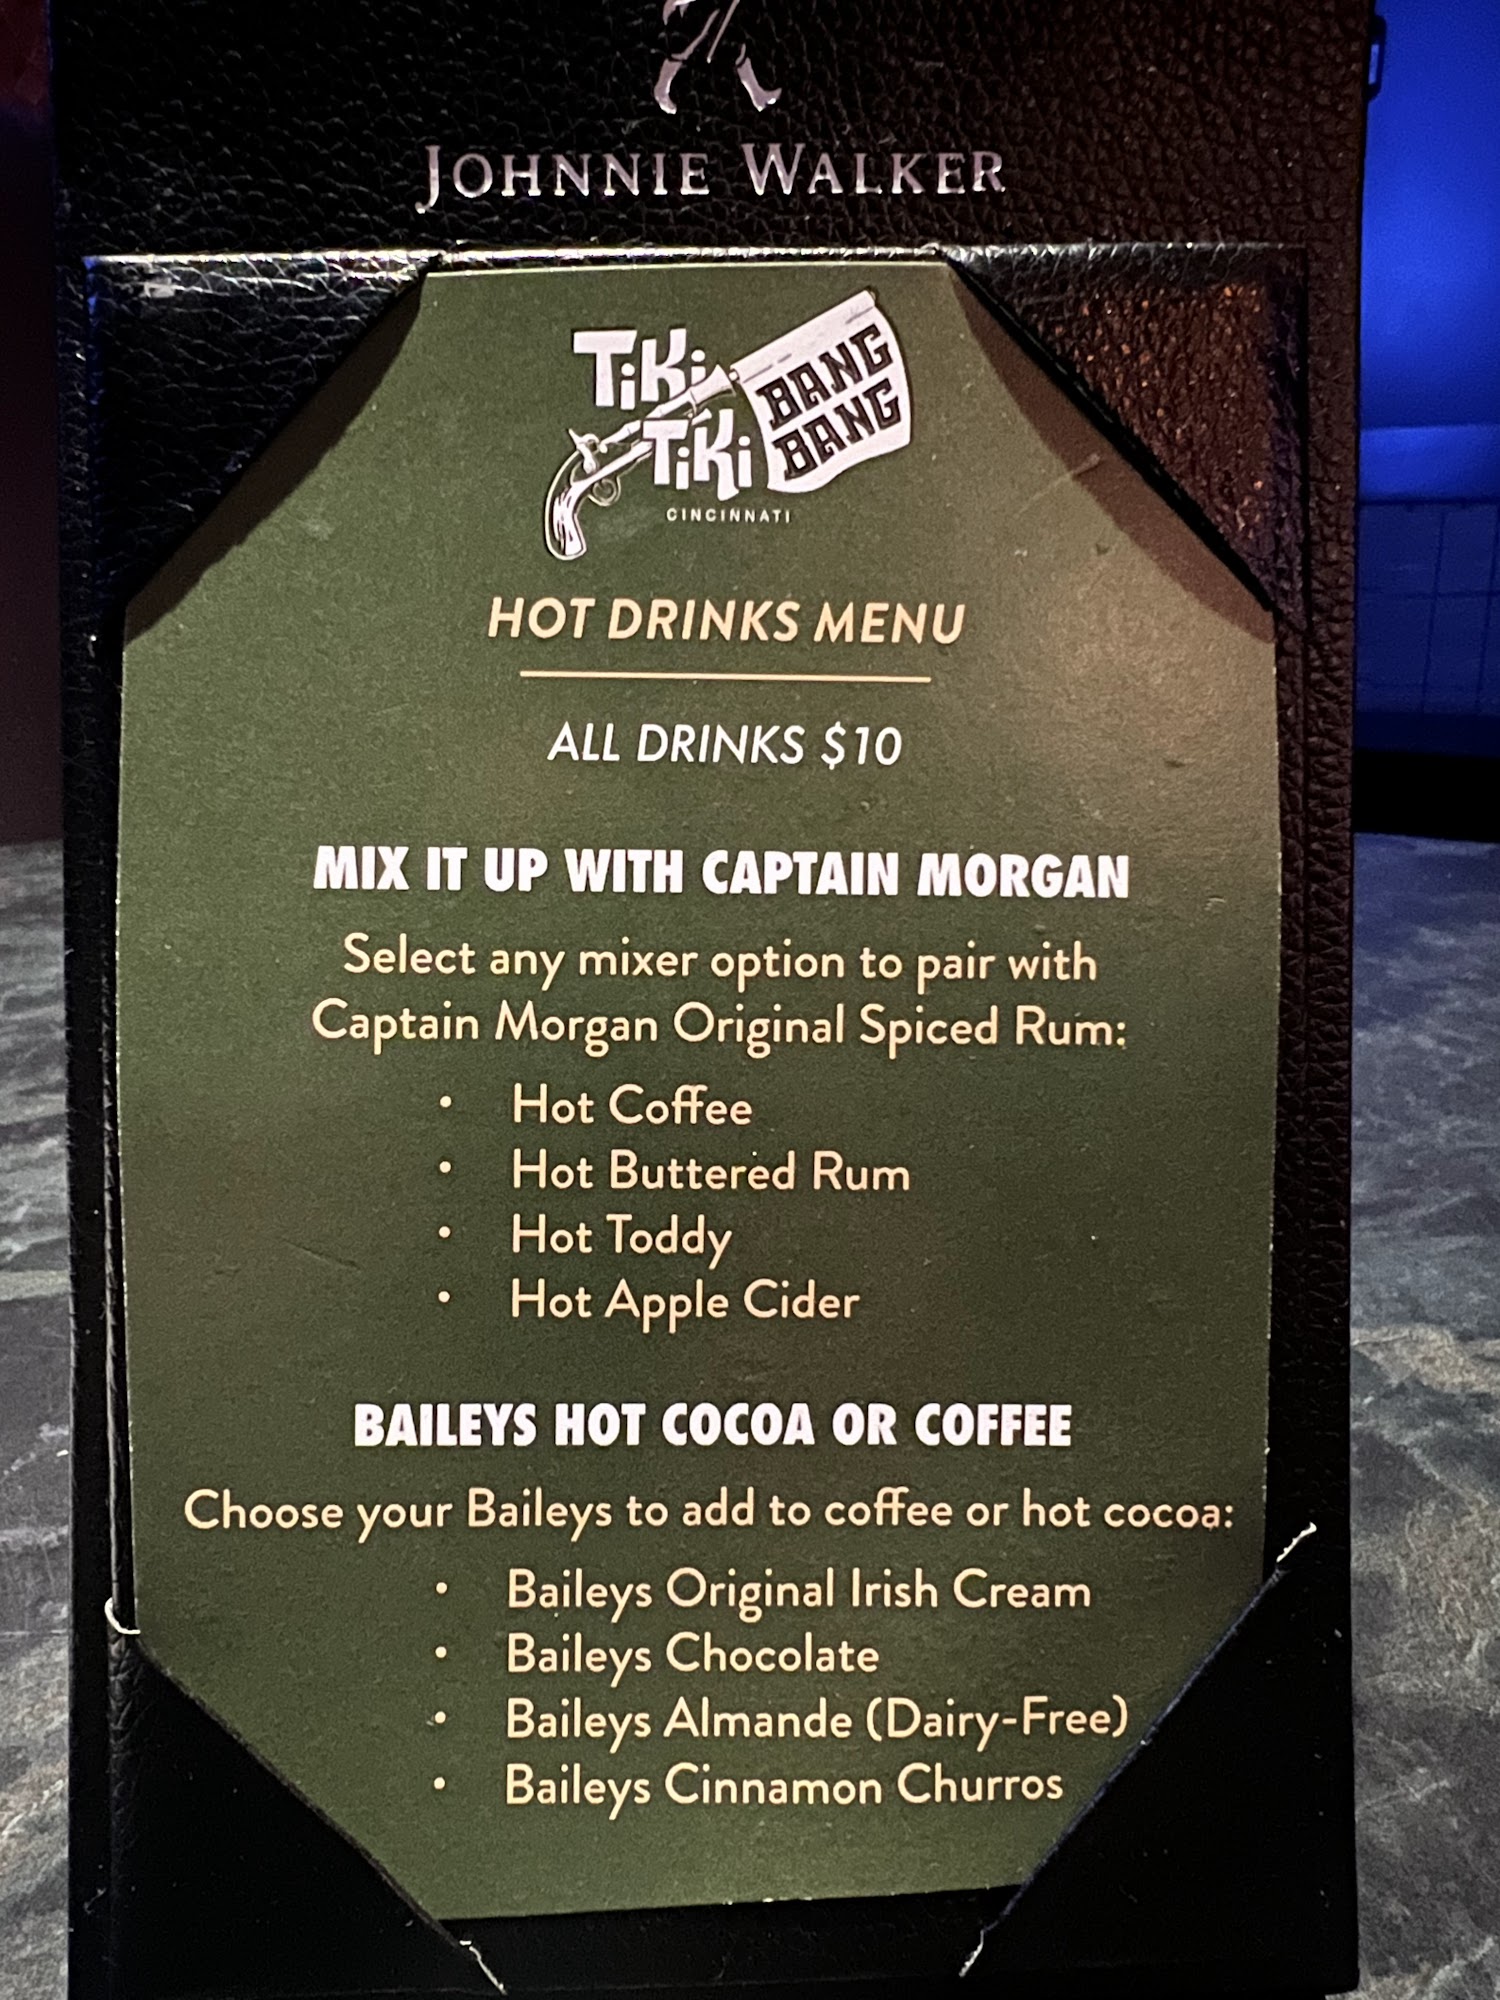 JOHNNIE WALKER
TiKi
TiKi
BANG
BANG
CINCINNATI
HOT DRINKS MENU
ALL DRINKS $10
MIX IT UP WITH CAPTAIN MORGAN
Select any mixer option to pair with
Captain Morgan Original Spiced Rum:
• Hot Coffee
• Hot Buttered Rum
• Hot Toddy
• Hot Apple Cider
BAILEYS HOT COCOA OR COFFEE
Choose your Baileys to add to coffee or hot cocoa:
• Baileys Original Irish Cream
• Baileys Chocolate
• Baileys Almande (Dairy-Free)
• Baileys Cinnamon Churros